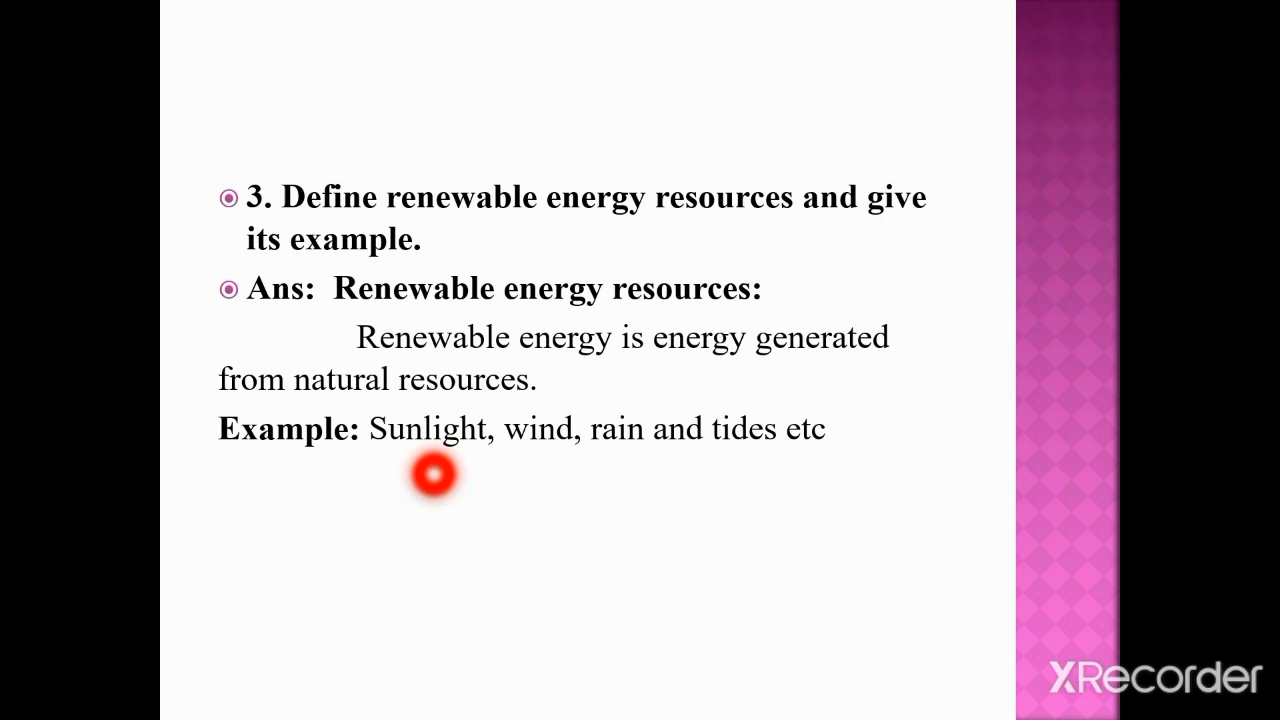 3. Define renewable energy resources and give
its example.
Ans: Renewable energy resources:
Renewable energy is energy generated
from natural resources.
Example: Sunlight, wind, rain and tides etc
XRecorder